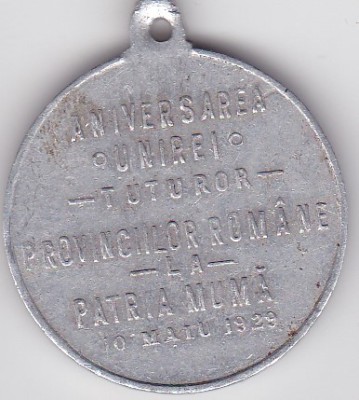 ANIVERSAREA
UNIREI
TUTUROR
PROVINCIILOR ROMÂNE
LA
PATRIA MUMĂ
10 MAIU 1929